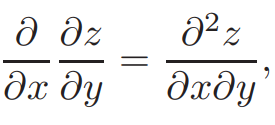 ∂/∂x ∂z/∂y = ∂²z/∂x∂y,